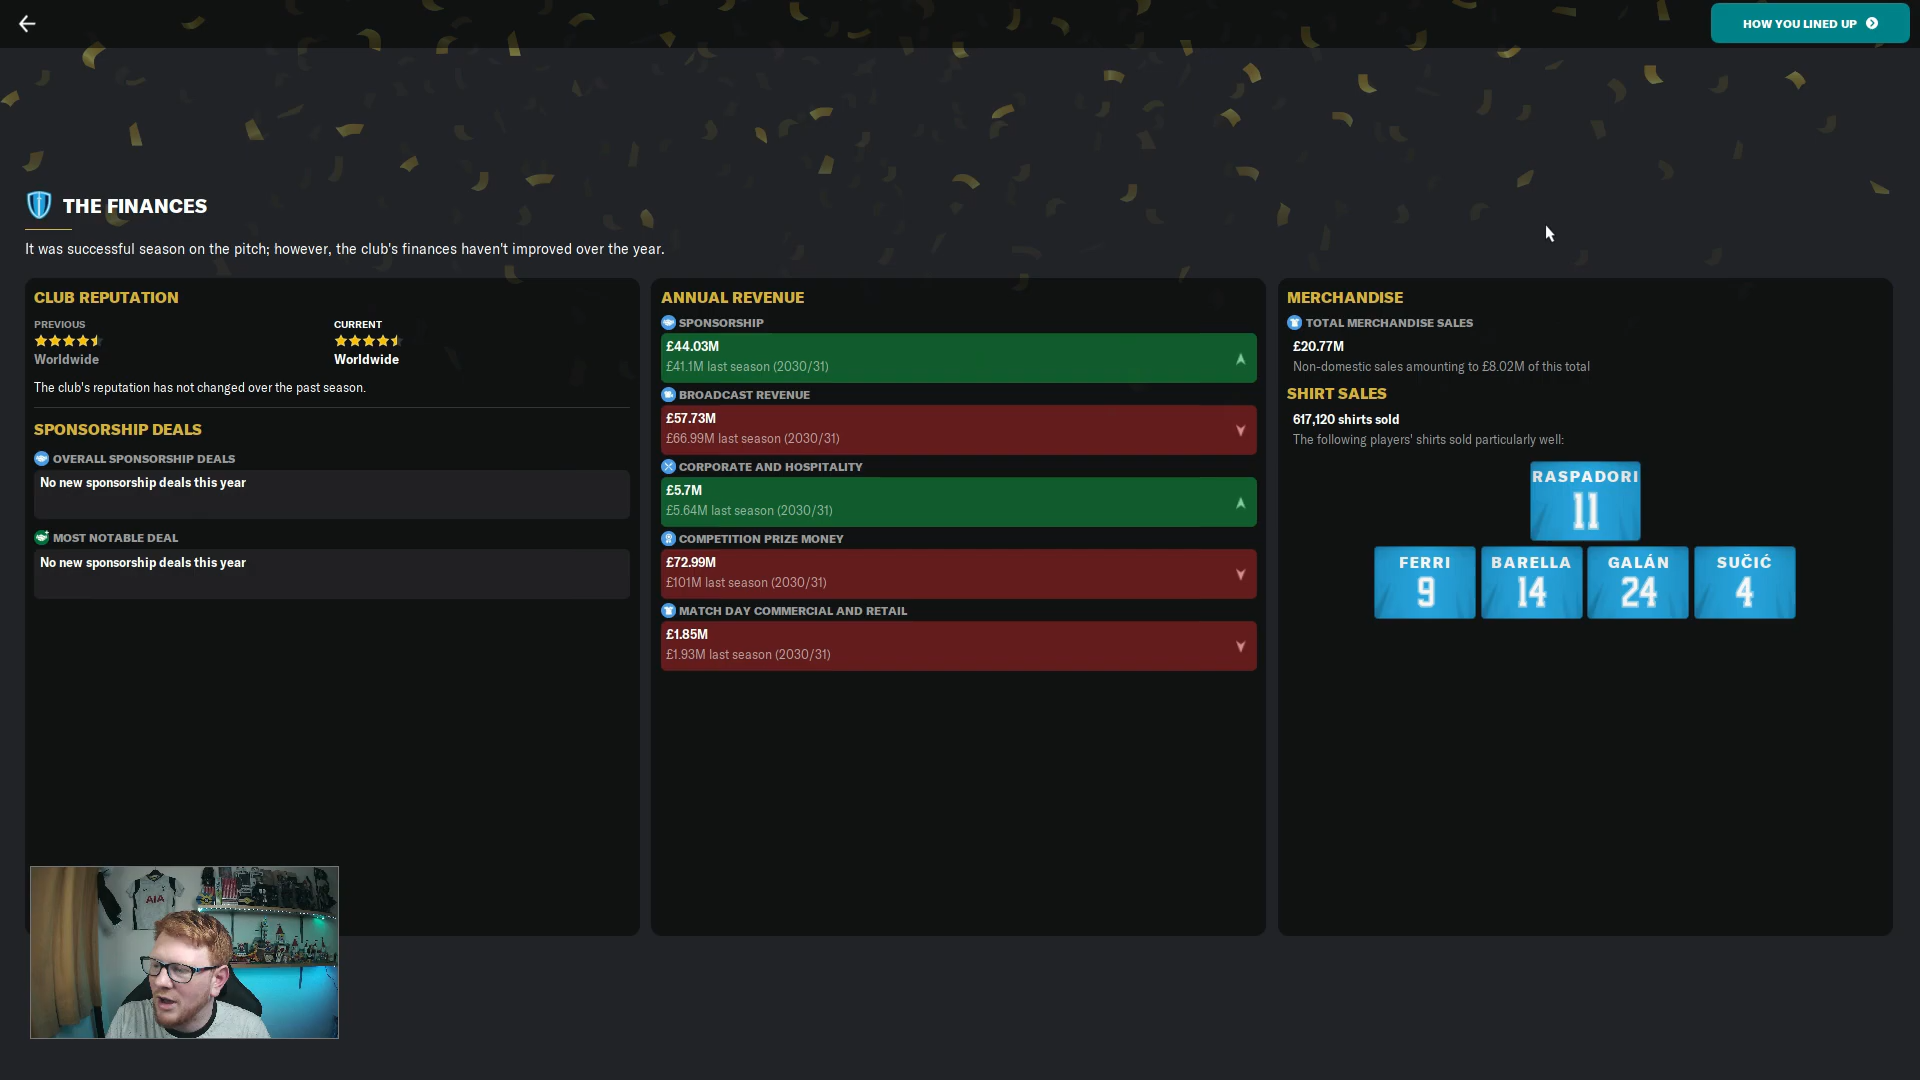 HOW YOU LINED UP
THE FINANCES
It was successful season on the pitch; however, the club's finances haven't improved over the year.
CLUB REPUTATION
PREVIOUS
CURRENT
Worldwide
Worldwide
The club's reputation has not changed over the past season.
SPONSORSHIP DEALS
OVERALL SPONSORSHIP DEALS
No new sponsorship deals this year
MOST NOTABLE DEAL
No new sponsorship deals this year
ANNUAL REVENUE
SPONSORSHIP
£44.03M
£41.1M last season (2030/31)
BROADCAST REVENUE
£57.73M
£66.99M last season (2030/31)
CORPORATE AND HOSPITALITY
£5.7M
£5.64M last season (2030/31)
COMPETITION PRIZE MONEY
£72.99M
£101M last season (2030/31)
MATCH DAY COMMERCIAL AND RETAIL
£1.85M
£1.93M last season (2030/31)
MERCHANDISE
TOTAL MERCHANDISE SALES
£20.77M
Non-domestic sales amounting to £8.02M of this total
SHIRT SALES
617,120 shirts sold
The following players' shirts sold particularly well:
RASPADORI
11
FERRI
9
BARELLA
14
GALÁN
24
SUČIĆ
4
AIA